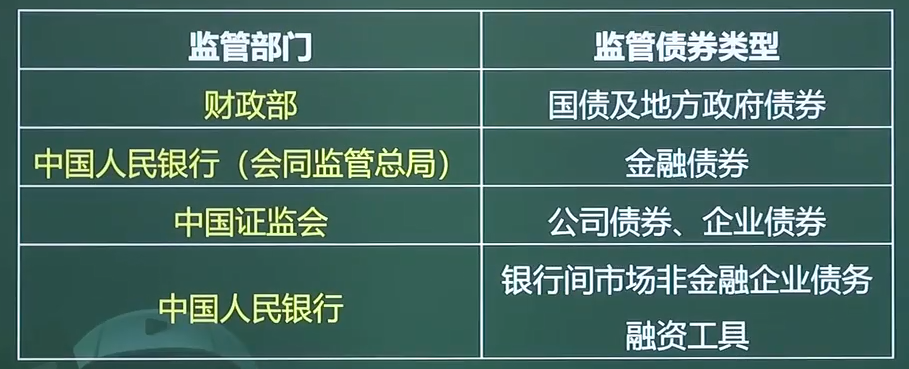 监管部门 监管债券类型
财政部 国债及地方政府债券
中国人民银行（会同监管总局） 金融债券
中国证监会 公司债券、企业债券
中国人民银行 银行间市场非金融企业债务
融资工具